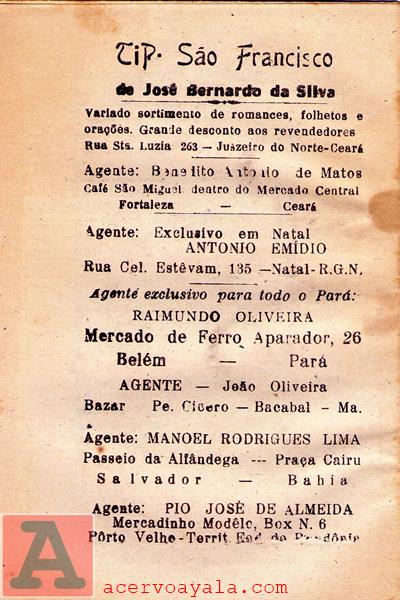 Tip. São Francisco
de José Bernardo da Silva
Variado sortimento de romances, folhetos e
orações. Grande desconto aos revendedores
Rua Sta. Luzia 263 — Juàzeiro do Norte-Ceará
Agente: Benedito Antonio de Matos
Café São Miguel dentro do Mercado Central
Fortaleza — Ceará
Agente: Exclusivo em Natal
ANTONIO EMÍDIO
Rua Cel. Estêvam, 135 —Natal-R.G.N.
Agente exclusivo para todo o Pará:
RAIMUNDO OLIVEIRA
Mercado de Ferro Aparador, 26
Belém — Pará
AGENTE — João Oliveira
Bazar Pe. Cicero — Bacabal — Ma.
Agente: MANOEL RODRIGUES LIMA
Passeio da Alfândega --- Praça Cairu
Salvador — Bahia
Agente: PIO JOSÉ DE ALMEIDA
Mercadinho Modêlo, Box N. 6
Pôrto Velho-Territ. Fed. de Rondônia
A
acervoayala.com